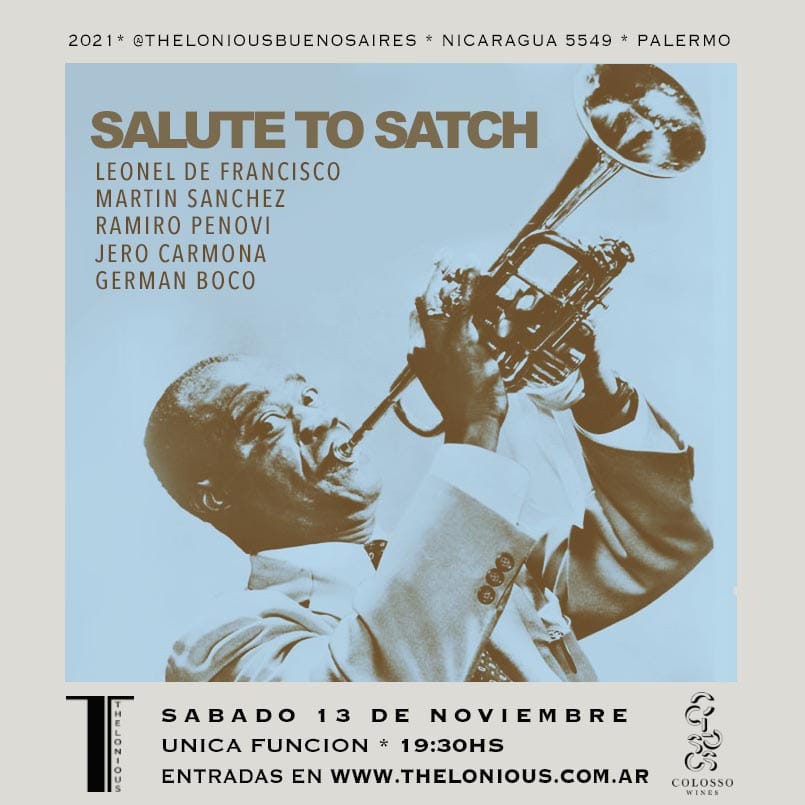 2021* @THELONIOUSBUENOSAIRES * NICARAGUA 5549 * PALERMO
SALUTE TO SATCH
LEONEL DE FRANCISCO
MARTIN SANCHEZ
RAMIRO PENOVI
JERO CARMONA
GERMAN BOCO
THELONIOUS
SABADO 13 DE NOVIEMBRE
UNICA FUNCION * 19:30HS
ENTRADAS EN WWW.THELONIOUS.COM.AR
COLOSSO
WINES